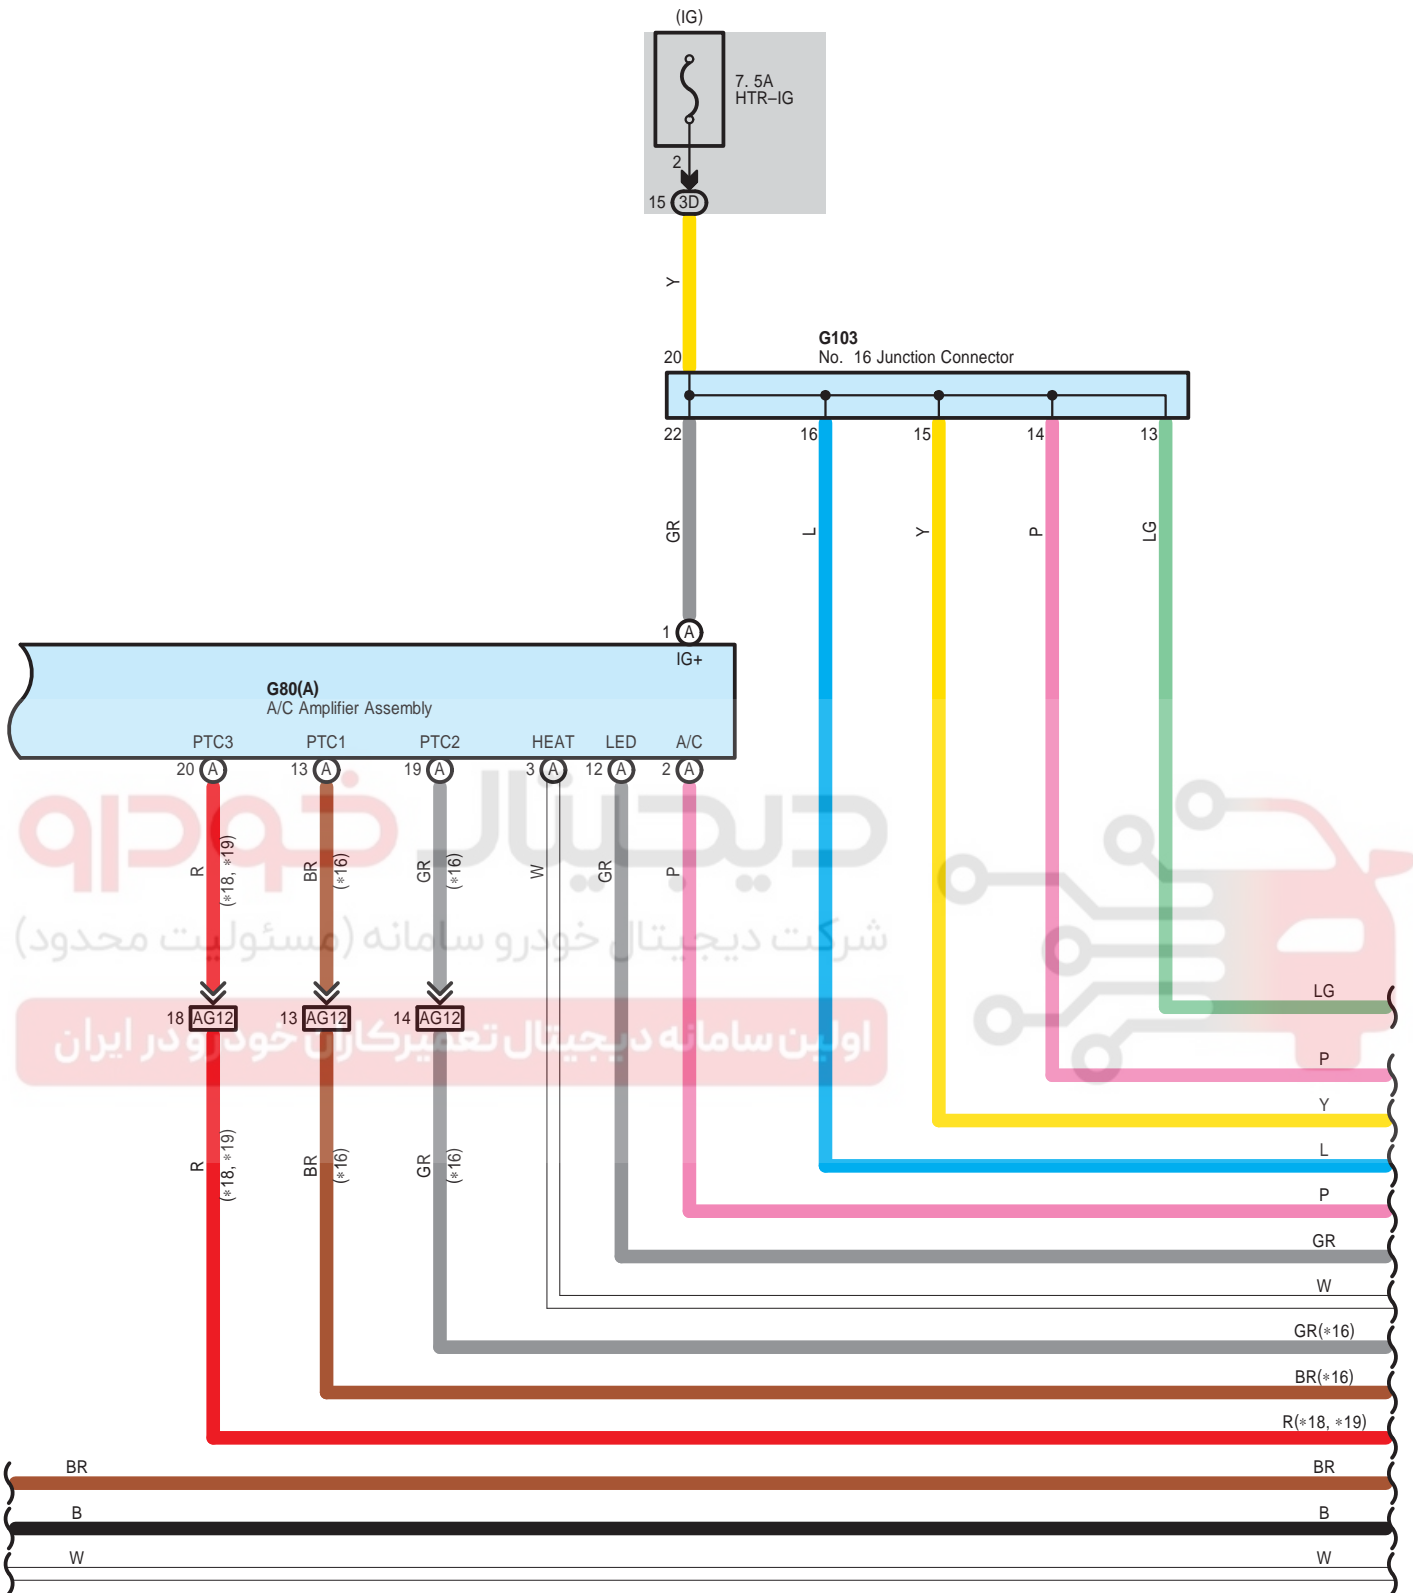 (IG)
7. 5A
HTR–IG
2
15 3D
Y
G103
No. 16 Junction Connector
20
22 16 15 14 13
GR L Y P LG
1 A
IG+
G80(A)
A/C Amplifier Assembly
PTC3 PTC1 PTC2 HEAT LED A/C
20 A 13 A 19 A 3 A 12 A 2 A
دیجیتال خودرو
R (*18, *19) BR (*16) GR (*16) W GR P
شرکت دیجیتال خودرو سامانه (مسئولیت محدود)
LG
18 AG12 13 AG12 14 AG12
اولین سامانه دیجیتال تعمیرکاران خودرو در ایران
P
Y
R (*18, *19) BR (*16) GR (*16)
L
P
GR
W
GR(*16)
BR(*16)
R(*18, *19)
BR BR
B B
W W